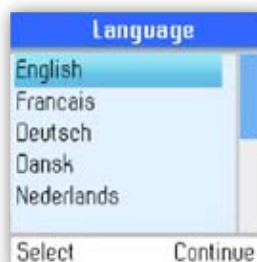 Language
English
Francais
Deutsch
Dansk
Nederlands
Select Continue